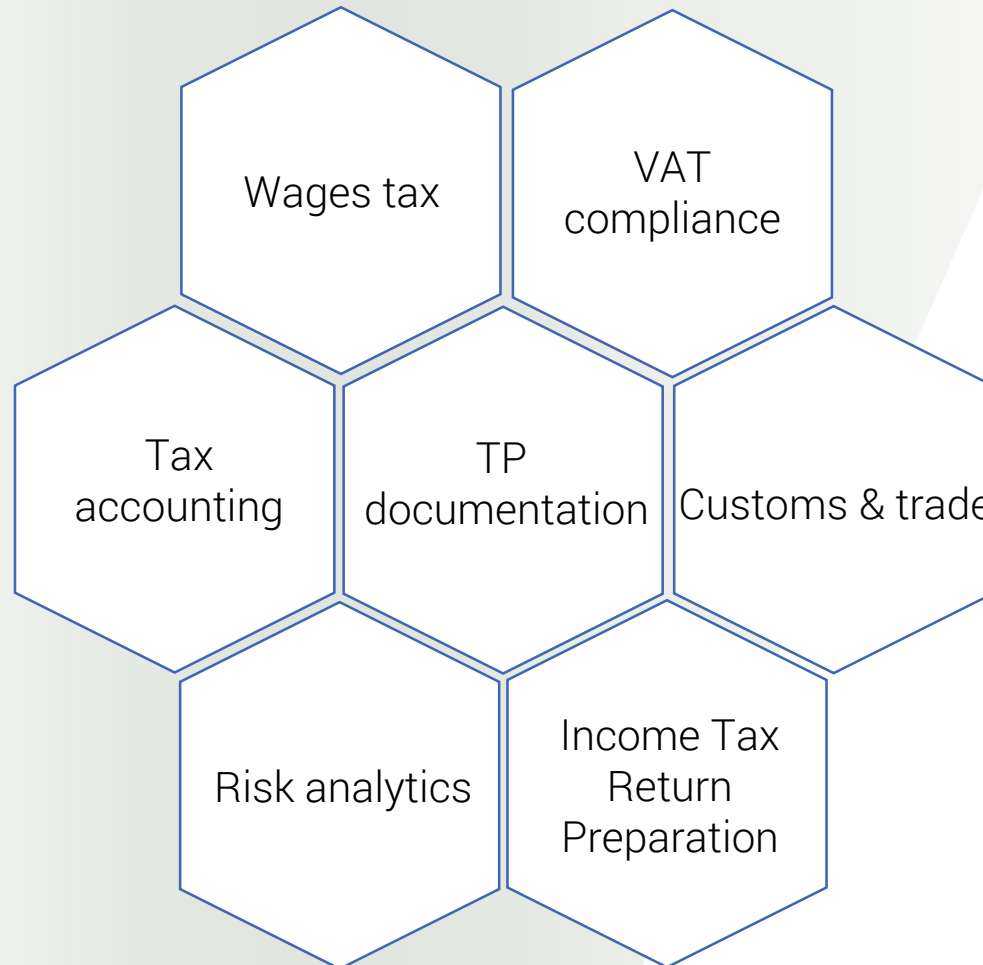 Wages tax
VAT
compliance
Tax
accounting
TP
documentation
Customs & trade
Risk analytics
Income Tax
Return
Preparation